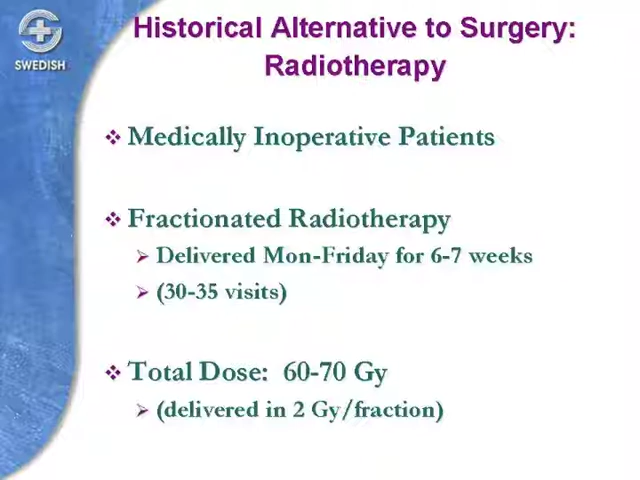 Historical Alternative to Surgery:
Radiotherapy
SWEDISH
Medically Inoperative Patients
Fractionated Radiotherapy
Delivered Mon-Friday for 6-7 weeks
(30-35 visits)
Total Dose: 60-70 Gy
(delivered in 2 Gy/fraction)